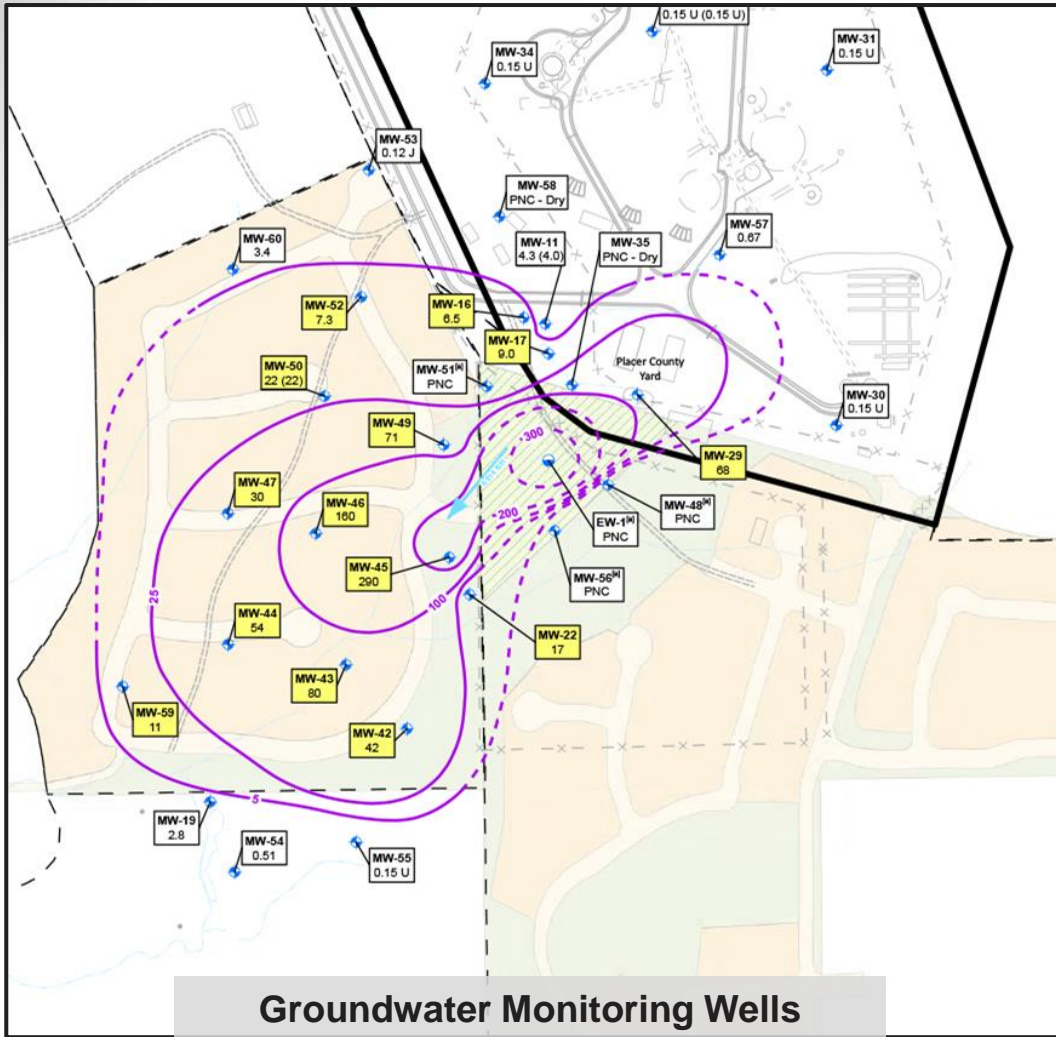 0.15 U (0.15 U)
MW-31
0.15 U
MW-34
0.15 U
MW-53
0.12 J
MW-58
PNC - Dry
MW-60
3.4
MW-11
4.3 (4.0)
MW-35
PNC - Dry
MW-57
0.67
MW-52
7.3
MW-16
6.5
MW-17
9.0
Placer County
Yard
MW-50
22 (22)
MW-51[a]
PNC
MW-30
0.15 U
MW-49
71
300
MW-29
68
MW-47
30
MW-46
160
200
MW-48[a]
PNC
EW-1[a]
PNC
MW-45
290
MW-56[a]
PNC
25
100
MW-44
54
MW-22
17
MW-43
80
MW-59
11
MW-42
42
5
MW-19
2.8
MW-54
0.51
MW-55
0.15 U
Groundwater Monitoring Wells